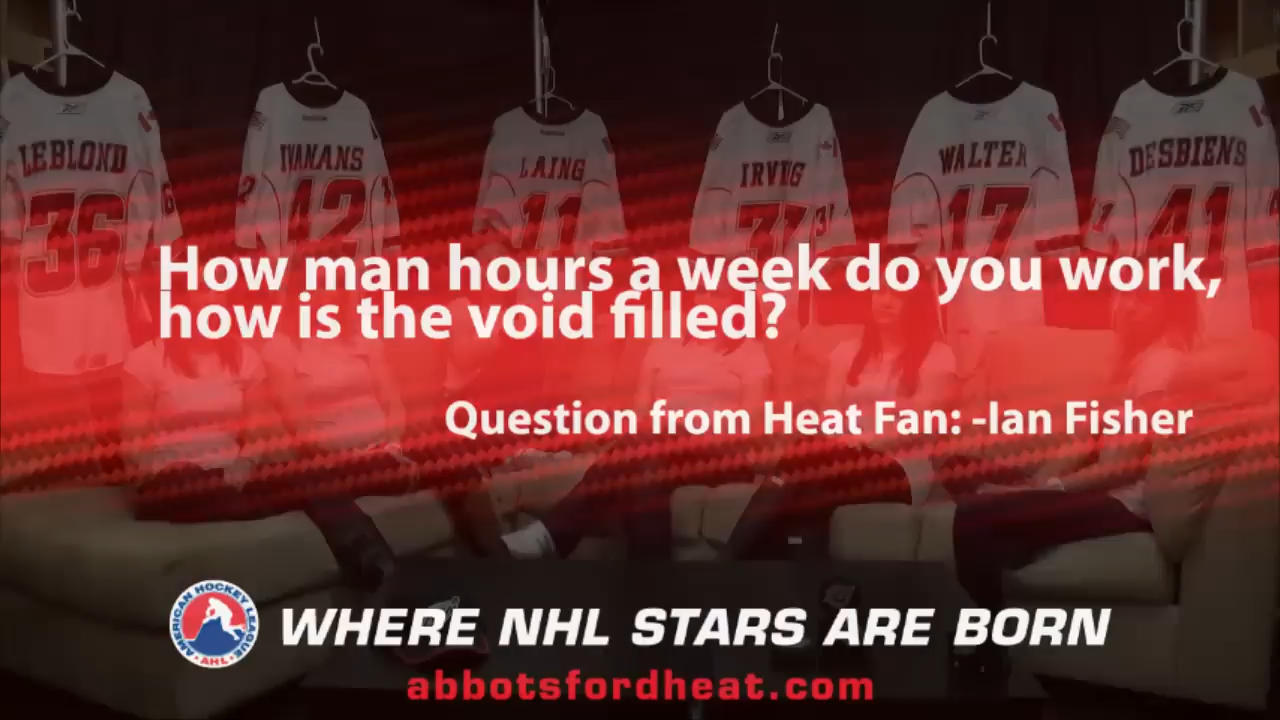 LEBLOND
IVANANS
LAING
IRVING
WALTER
DESBIENS
36
42
11
37
17
41
How man hours a week do you work,
how is the void filled?
Question from Heat Fan: -Ian Fisher
AMERICAN HOCKEY LEAGUE
AHL
WHERE NHL STARS ARE BORN
abbotsfordheat.com